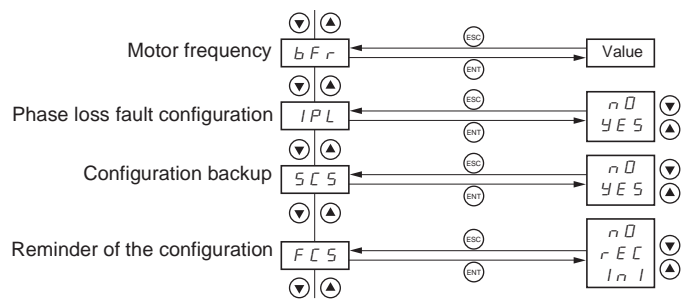 ESC
Motor frequency bFr Value
ENT
ESC
Phase loss fault configuration IPL nO
YES
ENT
ESC
Configuration backup SCS nO
YES
ENT
ESC
Reminder of the configuration FCS nO
rEC
InI
ENT